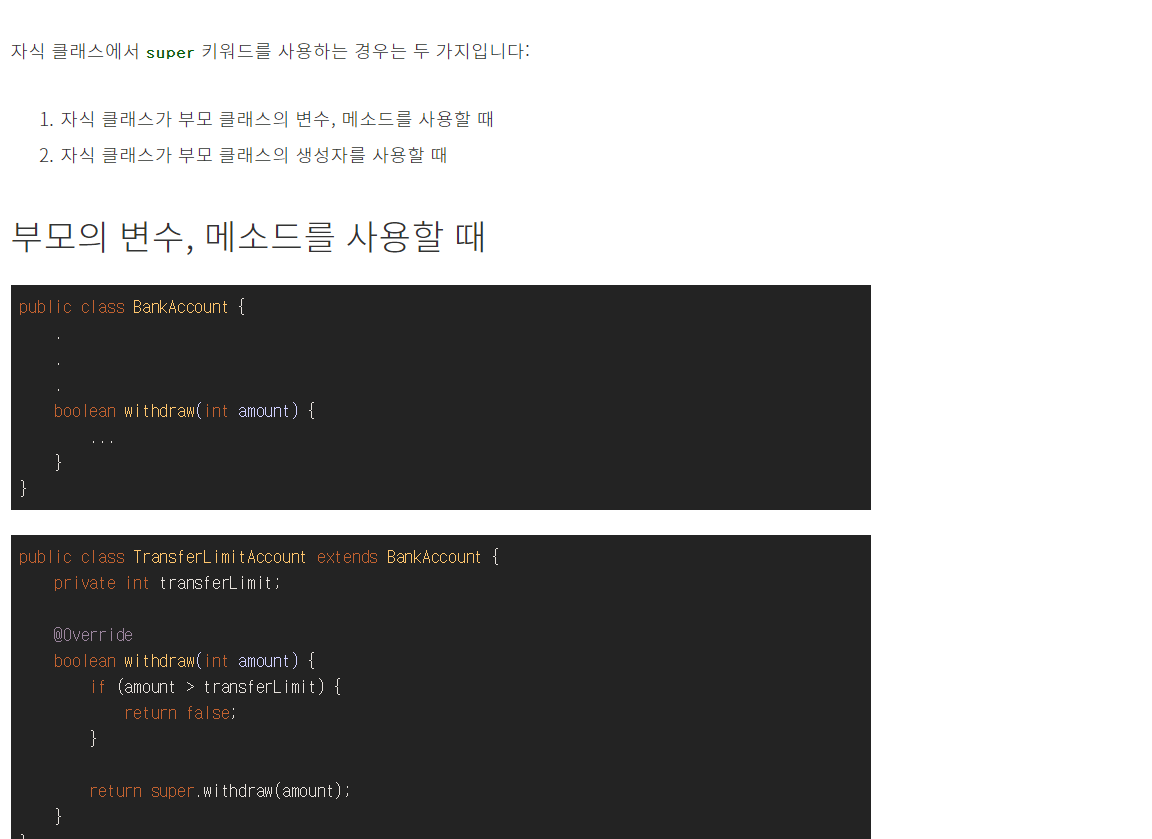 자식 클래스에서 super 키워드를 사용하는 경우는 두 가지입니다:
1. 자식 클래스가 부모 클래스의 변수, 메소드를 사용할 때
2. 자식 클래스가 부모 클래스의 생성자를 사용할 때
부모의 변수, 메소드를 사용할 때
public class BankAccount {
.
.
.
boolean withdraw(int amount) {
...
}
}
public class TransferLimitAccount extends BankAccount {
private int transferLimit;
@Override
boolean withdraw(int amount) {
if (amount > transferLimit) {
return false;
}
return super.withdraw(amount);
}
}